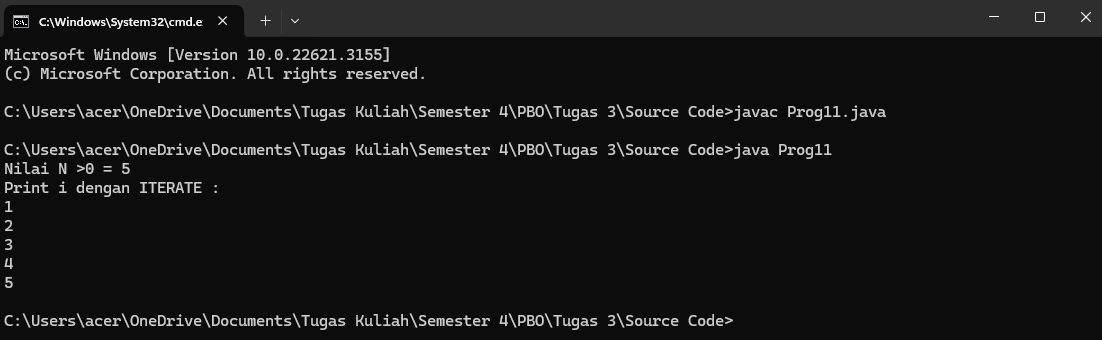 C:\Windows\System32\cmd.e
Microsoft Windows [Version 10.0.22621.3155]
(c) Microsoft Corporation. All rights reserved.
C:\Users\acer\OneDrive\Documents\Tugas Kuliah\Semester 4\PBO\Tugas 3\Source Code>javac Prog11.java
C:\Users\acer\OneDrive\Documents\Tugas Kuliah\Semester 4\PBO\Tugas 3\Source Code>java Prog11
Nilai N >0 = 5
Print i dengan ITERATE :
1
2
3
4
5
C:\Users\acer\OneDrive\Documents\Tugas Kuliah\Semester 4\PBO\Tugas 3\Source Code>